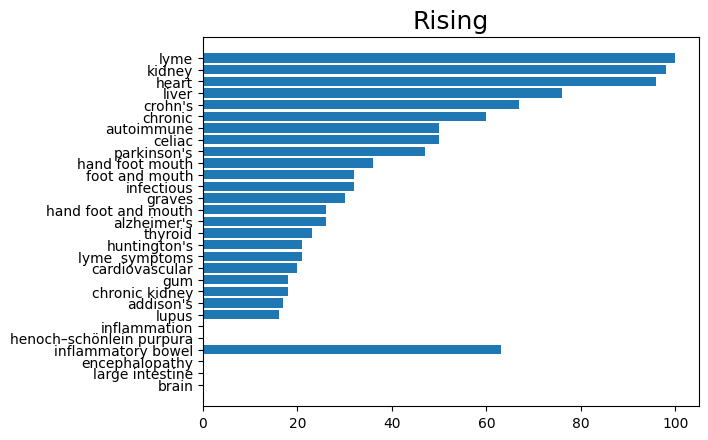 Rising
lyme
kidney
heart
liver
crohn's
chronic
autoimmune
celiac
parkinson's
hand foot mouth
foot and mouth
infectious
graves
hand foot and mouth
alzheimer's
thyroid
huntington's
lyme  symptoms
cardiovascular
gum
chronic kidney
addison's
lupus
inflammation
henoch–schönlein purpura
inflammatory bowel
encephalopathy
large intestine
brain
0 20 40 60 80 100